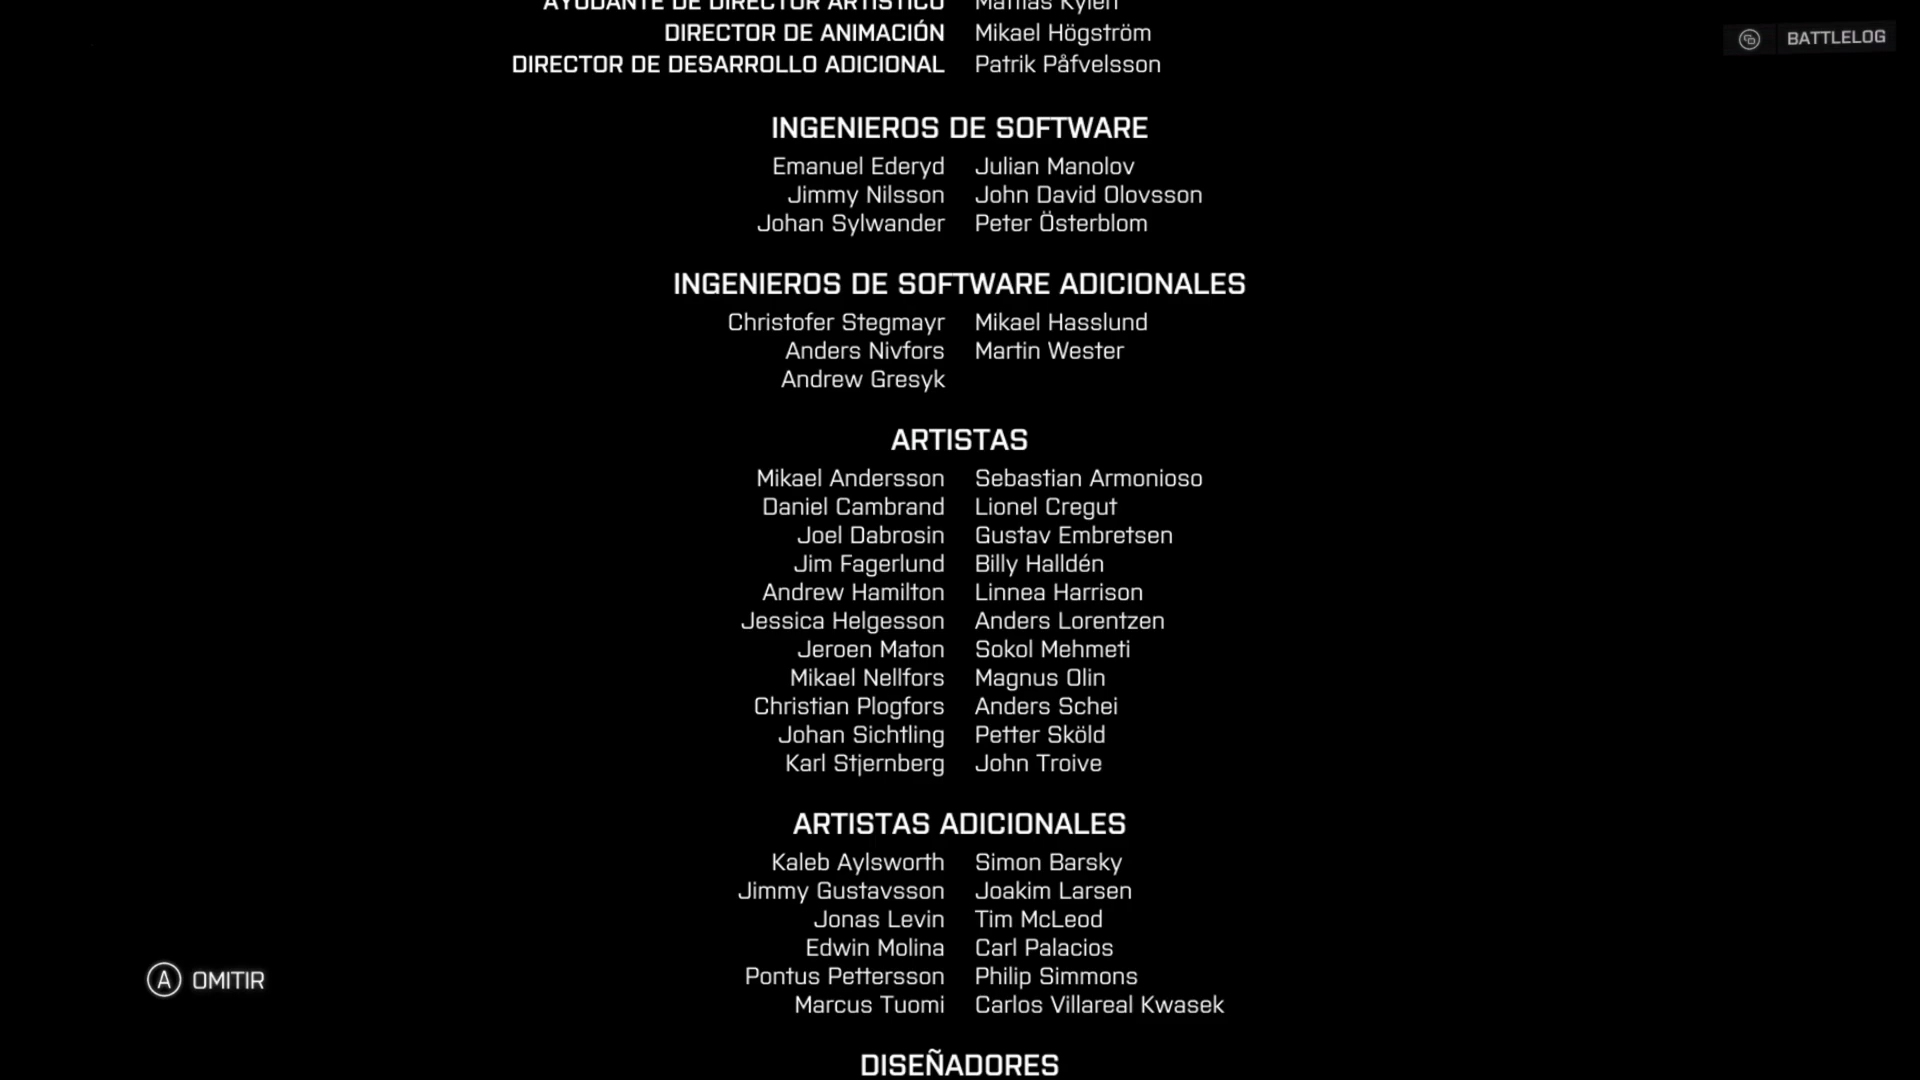 AYUDANTE DE DIRECTOR ARTÍSTICO Mattias Kylén
DIRECTOR DE ANIMACIÓN Mikael Högström
BATTLELOG
DIRECTOR DE DESARROLLO ADICIONAL Patrik Påfvelsson
INGENIEROS DE SOFTWARE
Emanuel Ederyd Julian Manolov
Jimmy Nilsson John David Olovsson
Johan Sylwander Peter Österblom
INGENIEROS DE SOFTWARE ADICIONALES
Christofer Stegmayr Mikael Hasslund
Anders Nivfors Martin Wester
Andrew Gresyk
ARTISTAS
Mikael Andersson Sebastian Armonioso
Daniel Cambrand Lionel Cregut
Joel Dabrosin Gustav Embretsen
Jim Fagerlund Billy Halldén
Andrew Hamilton Linnea Harrison
Jessica Helgesson Anders Lorentzen
Jeroen Maton Sokol Mehmeti
Mikael Nellfors Magnus Olin
Christian Plogfors Anders Schei
Johan Sichtling Petter Sköld
Karl Stjernberg John Troive
ARTISTAS ADICIONALES
Kaleb Aylsworth Simon Barsky
Jimmy Gustavsson Joakim Larsen
Jonas Levin Tim McLeod
Edwin Molina Carl Palacios
Pontus Pettersson Philip Simmons
A OMITIR
Marcus Tuomi Carlos Villareal Kwasek
DISEÑADORES